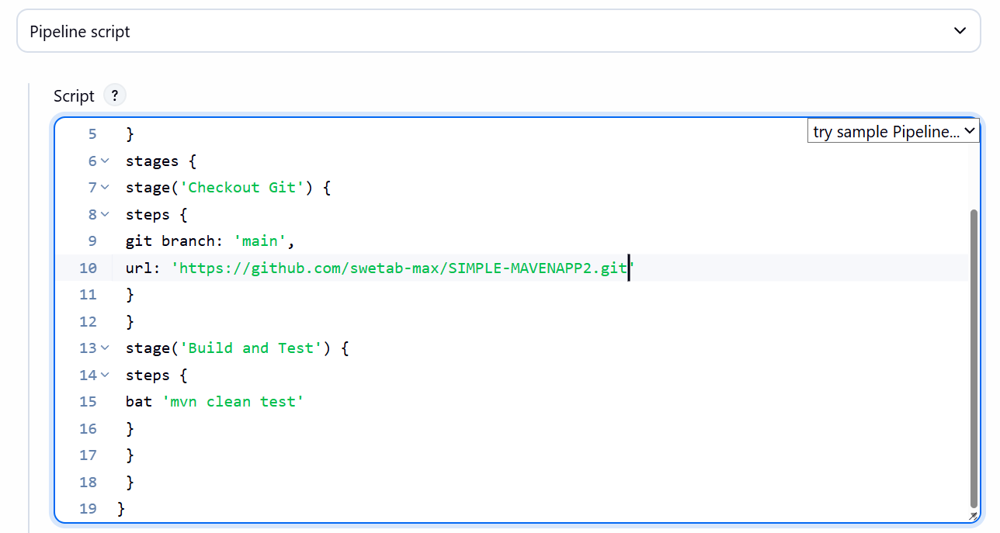 Pipeline script
Script ?
try sample Pipeline...
5 }
6 stages {
7 stage('Checkout Git') {
8 steps {
9 git branch: 'main',
10 url: 'https://github.com/swetab-max/SIMPLE-MAVENAPP2.git'
11 }
12 }
13 stage('Build and Test') {
14 steps {
15 bat 'mvn clean test'
16 }
17 }
18 }
19 }